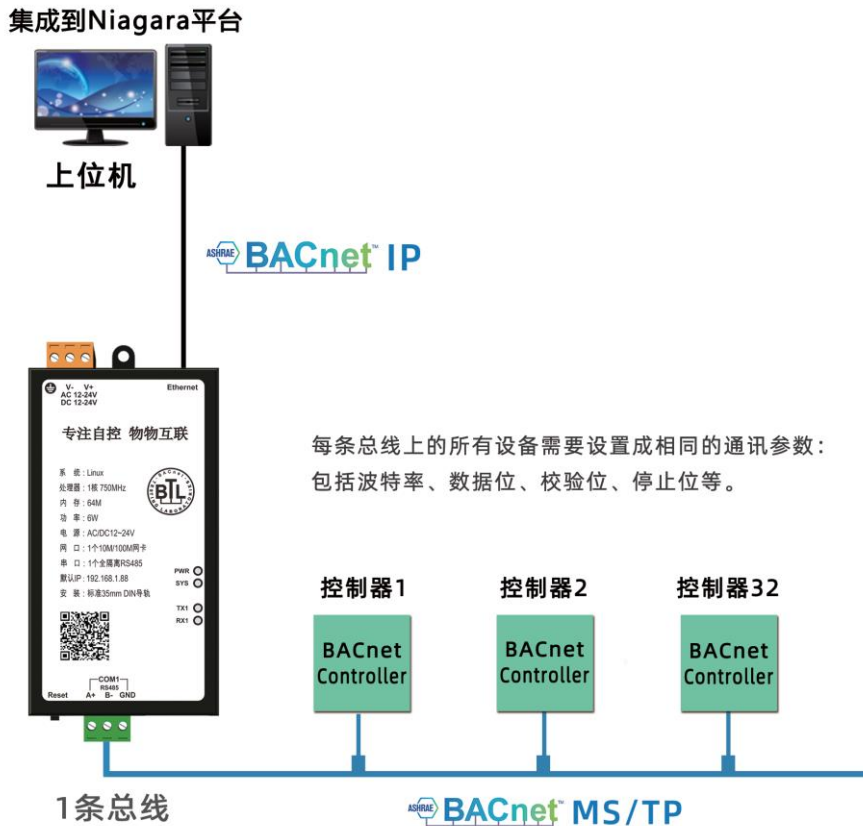 集成到Niagara平台
上位机
ASHRAE BACnet™ IP
V- V+
AC 12-24V
DC 12-24V
Ethernet
专注自控 物物互联
系 统：Linux
处理器：1核 750MHz
内 存：64M
功 率：6W
电 源：AC/DC12~24V
网 口：1个10M/100M网卡
串 口：1个全隔离RS485
默认IP：192.168.1.88
安 装：标准35mm DIN导轨
BTL
PWR
SYS
TX1
RX1
COM1
RS485
Reset A+ B- GND
每条总线上的所有设备需要设置成相同的通讯参数：
包括波特率、数据位、校验位、停止位等。
控制器1 控制器2 控制器32
BACnet Controller
BACnet Controller
BACnet Controller
1条总线
ASHRAE BACnet™ MS/TP